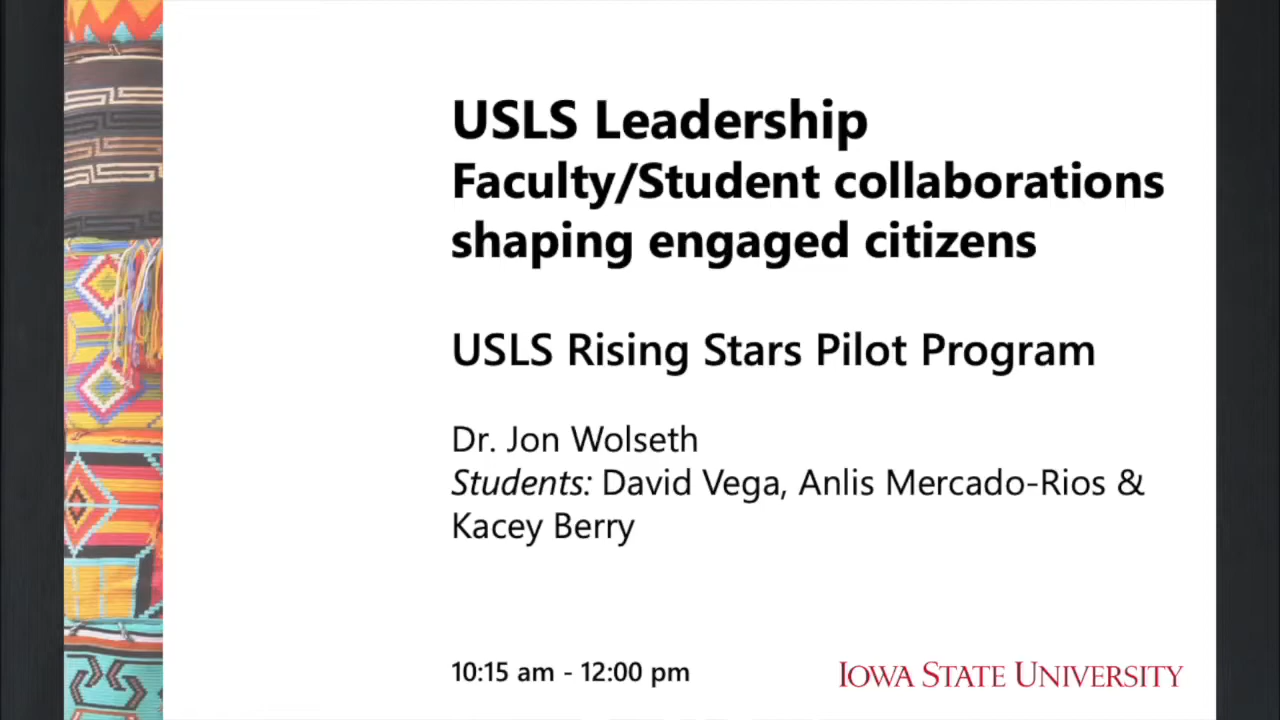 USLS Leadership
Faculty/Student collaborations
shaping engaged citizens
USLS Rising Stars Pilot Program
Dr. Jon Wolseth
Students: David Vega, Anlis Mercado-Rios &
Kacey Berry
10:15 am - 12:00 pm
IOWA STATE UNIVERSITY